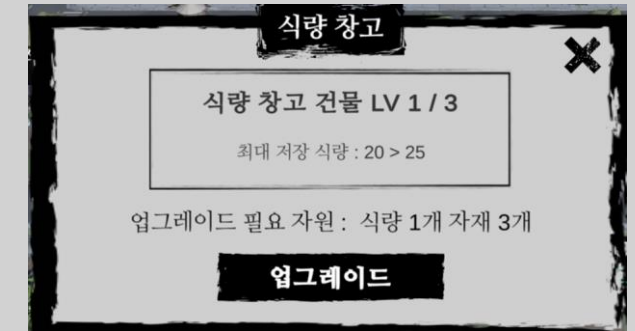 식량 창고
식량 창고 건물 LV 1 / 3
최대 저장 식량 : 20 > 25
업그레이드 필요 자원 : 식량 1개 자재 3개
업그레이드